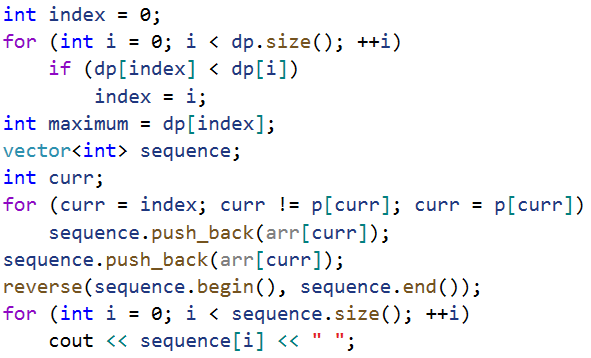 int index = 0;
for (int i = 0; i < dp.size(); ++i)
    if (dp[index] < dp[i])
        index = i;
int maximum = dp[index];
vector<int> sequence;
int curr;
for (curr = index; curr != p[curr]; curr = p[curr])
    sequence.push_back(arr[curr]);
sequence.push_back(arr[curr]);
reverse(sequence.begin(), sequence.end());
for (int i = 0; i < sequence.size(); ++i)
    cout << sequence[i] << " ";